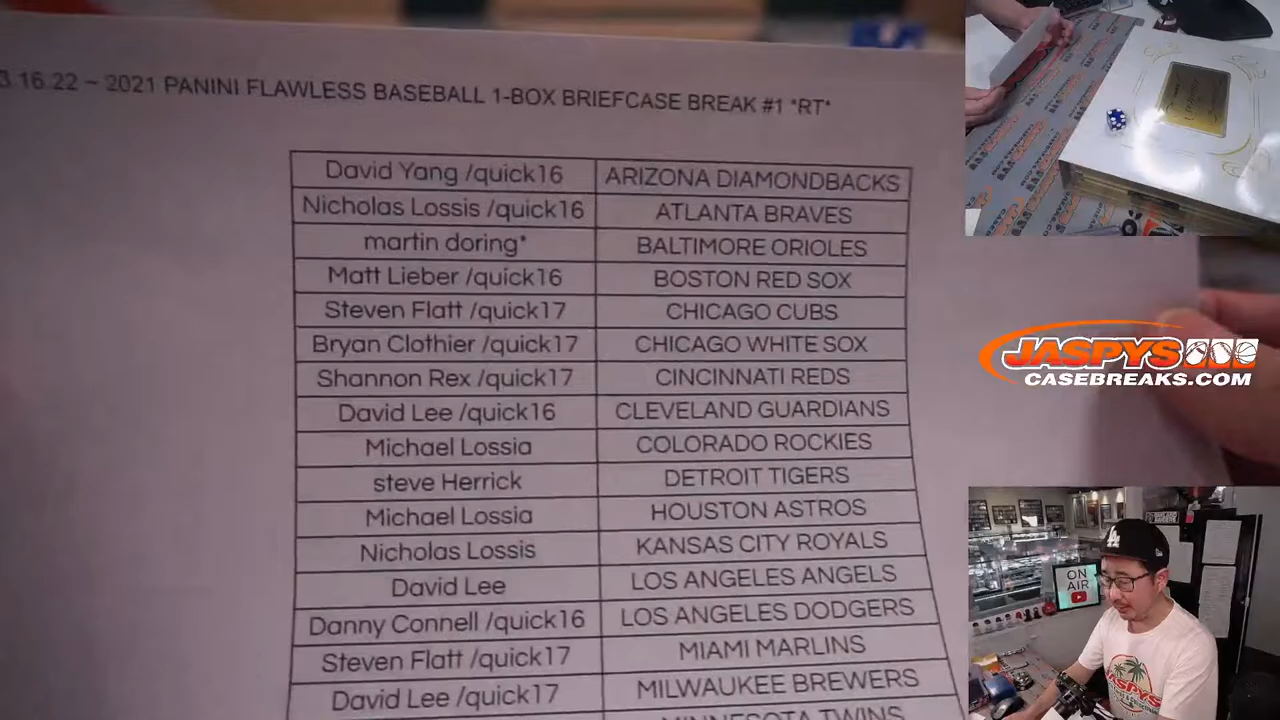 3.16.22 ~ 2021 PANINI FLAWLESS BASEBALL 1-BOX BRIEFCASE BREAK #1 *RT*
David Yang /quick16 ARIZONA DIAMONDBACKS
Nicholas Lossis /quick16 ATLANTA BRAVES
martin doring* BALTIMORE ORIOLES
Matt Lieber /quick16 BOSTON RED SOX
Steven Flatt /quick17 CHICAGO CUBS
Bryan Clothier /quick17 CHICAGO WHITE SOX
Shannon Rex /quick17 CINCINNATI REDS
David Lee /quick16 CLEVELAND GUARDIANS
Michael Lossia COLORADO ROCKIES
steve Herrick DETROIT TIGERS
Michael Lossia HOUSTON ASTROS
Nicholas Lossis KANSAS CITY ROYALS
David Lee LOS ANGELES ANGELS
Danny Connell /quick16 LOS ANGELES DODGERS
Steven Flatt /quick17 MIAMI MARLINS
David Lee /quick17 MILWAUKEE BREWERS
MINNESOTA TWINS
JASPYS
CASEBREAKS.COM
ON
AIR
LA
JASPYS